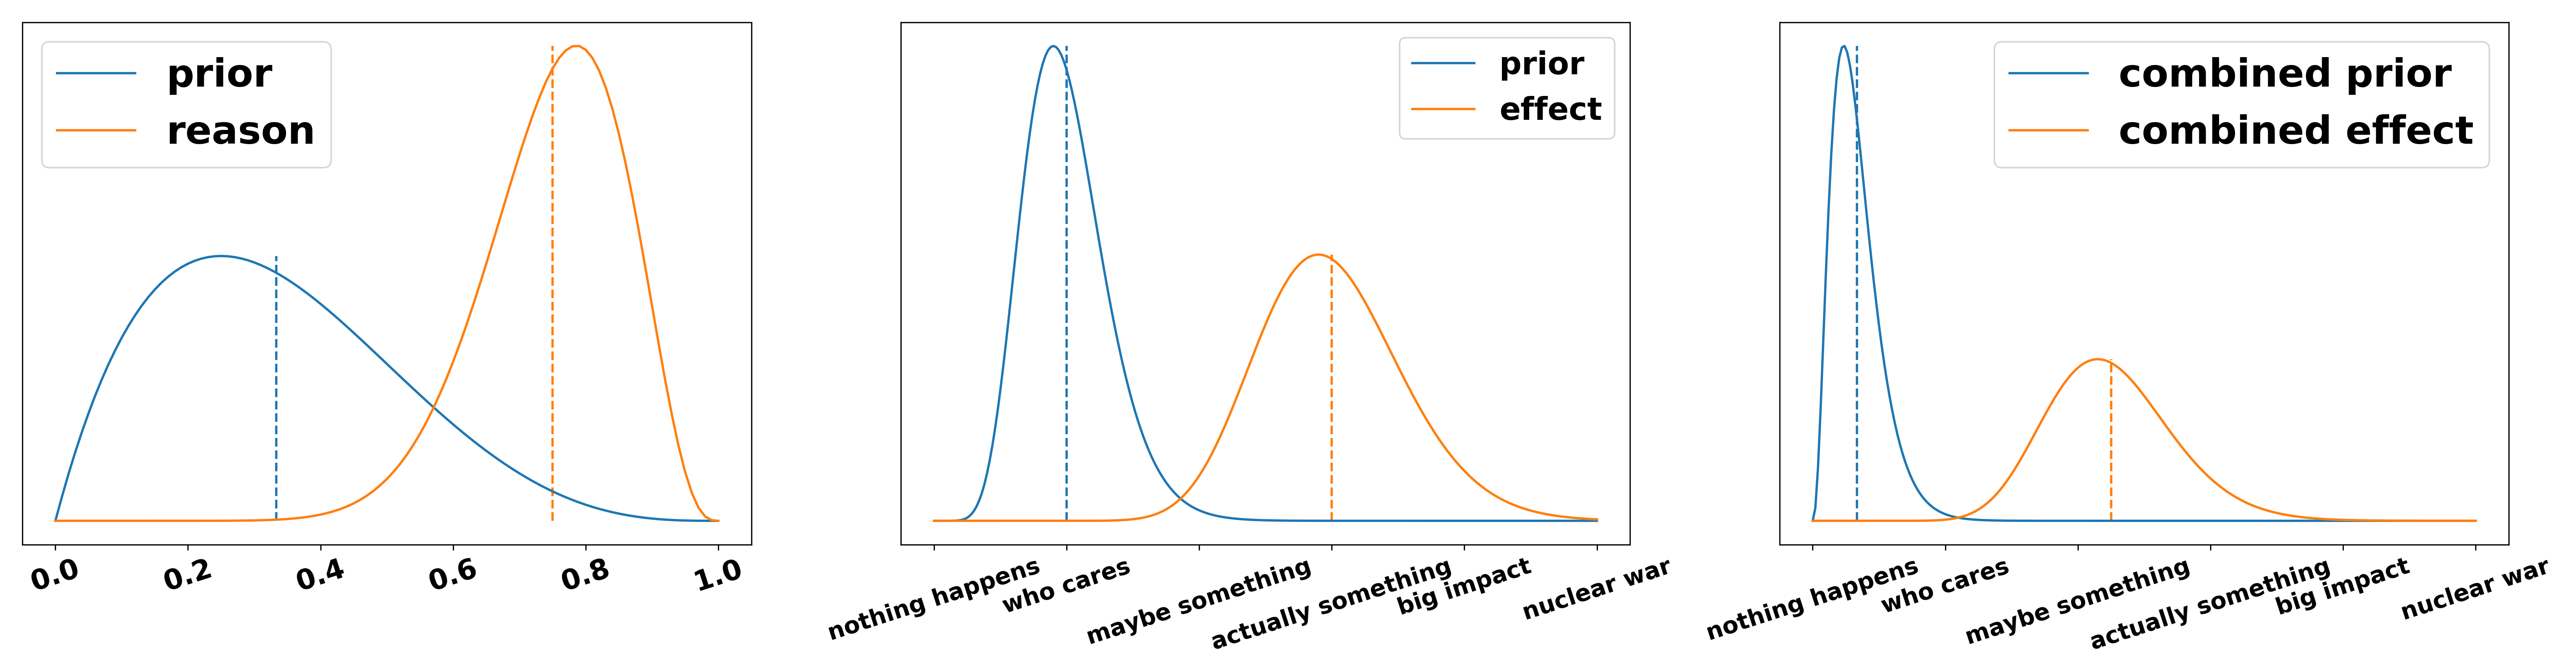 prior
reason
0.0
0.2
0.4
0.6
0.8
1.0
prior
effect
nothing happens
who cares
maybe something
actually something
big impact
nuclear war
combined prior
combined effect
nothing happens
who cares
maybe something
actually something
big impact
nuclear war